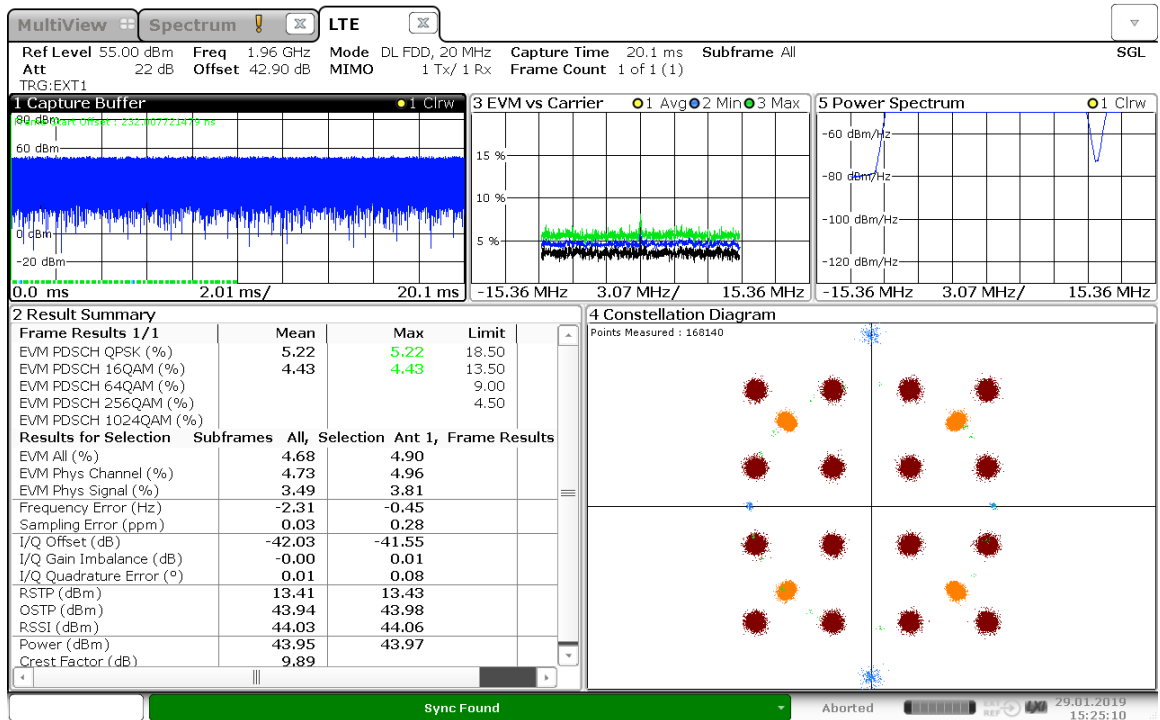 MultiView Spectrum ! LTE
Ref Level 55.00 dBm Freq 1.96 GHz Mode DL FDD, 20 MHz Capture Time 20.1 ms Subframe All SGL
Att 22 dB Offset 42.90 dB MIMO 1 Tx/ 1 Rx Frame Count 1 of 1 (1)
TRG:EXT1
1 Capture Buffer 1 Clrw
80 dBm
Frame Start Offset : 232.007721479 ns
60 dBm
0 dBm
-20 dBm
0.0 ms 2.01 ms/ 20.1 ms
3 EVM vs Carrier 1 Avg 2 Min 3 Max
15 %
10 %
5 %
-15.36 MHz 3.07 MHz/ 15.36 MHz
5 Power Spectrum 1 Clrw
-60 dBm/Hz
-80 dBm/Hz
-100 dBm/Hz
-120 dBm/Hz
-15.36 MHz 3.07 MHz/ 15.36 MHz
2 Result Summary
Frame Results 1/1 Mean Max Limit
EVM PDSCH QPSK (%) 5.22 5.22 18.50
EVM PDSCH 16QAM (%) 4.43 4.43 13.50
EVM PDSCH 64QAM (%) 9.00
EVM PDSCH 256QAM (%) 4.50
EVM PDSCH 1024QAM (%)
Results for Selection Subframes All, Selection Ant 1, Frame Results
EVM All (%) 4.68 4.90
EVM Phys Channel (%) 4.73 4.96
EVM Phys Signal (%) 3.49 3.81
Frequency Error (Hz) -2.31 -0.45
Sampling Error (ppm) 0.03 0.28
I/Q Offset (dB) -42.03 -41.55
I/Q Gain Imbalance (dB) -0.00 0.01
I/Q Quadrature Error (°) 0.01 0.08
RSTP (dBm) 13.41 13.43
OSTP (dBm) 43.94 43.98
RSSI (dBm) 44.03 44.06
Power (dBm) 43.95 43.97
Crest Factor (dB) 9.89
4 Constellation Diagram
Points Measured : 168140
Sync Found
Aborted
EXT
REF
LXI
29.01.2019
15:25:10